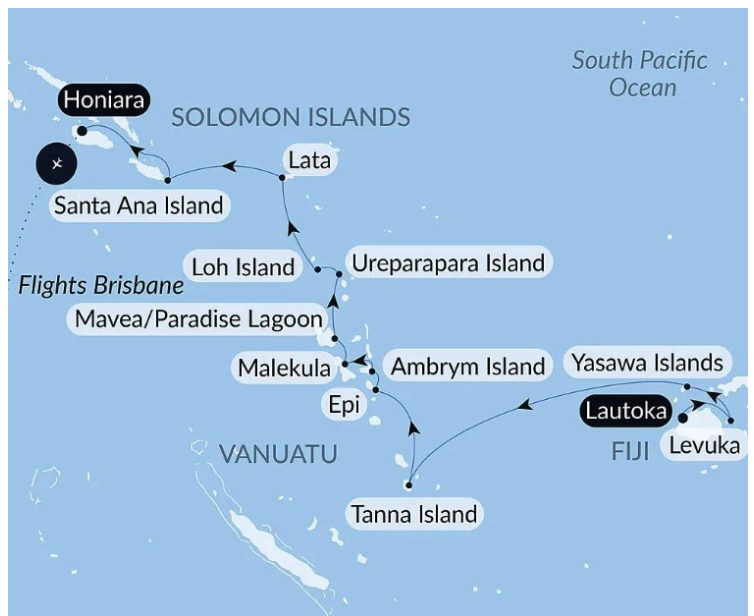 South Pacific
Ocean
Honiara
SOLOMON ISLANDS
Lata
Santa Ana Island
Loh Island
Ureparapara Island
Flights Brisbane
Mavea/Paradise Lagoon
Malekula
Ambrym Island
Yasawa Islands
Epi
Lautoka
VANUATU
FIJI
Levuka
Tanna Island